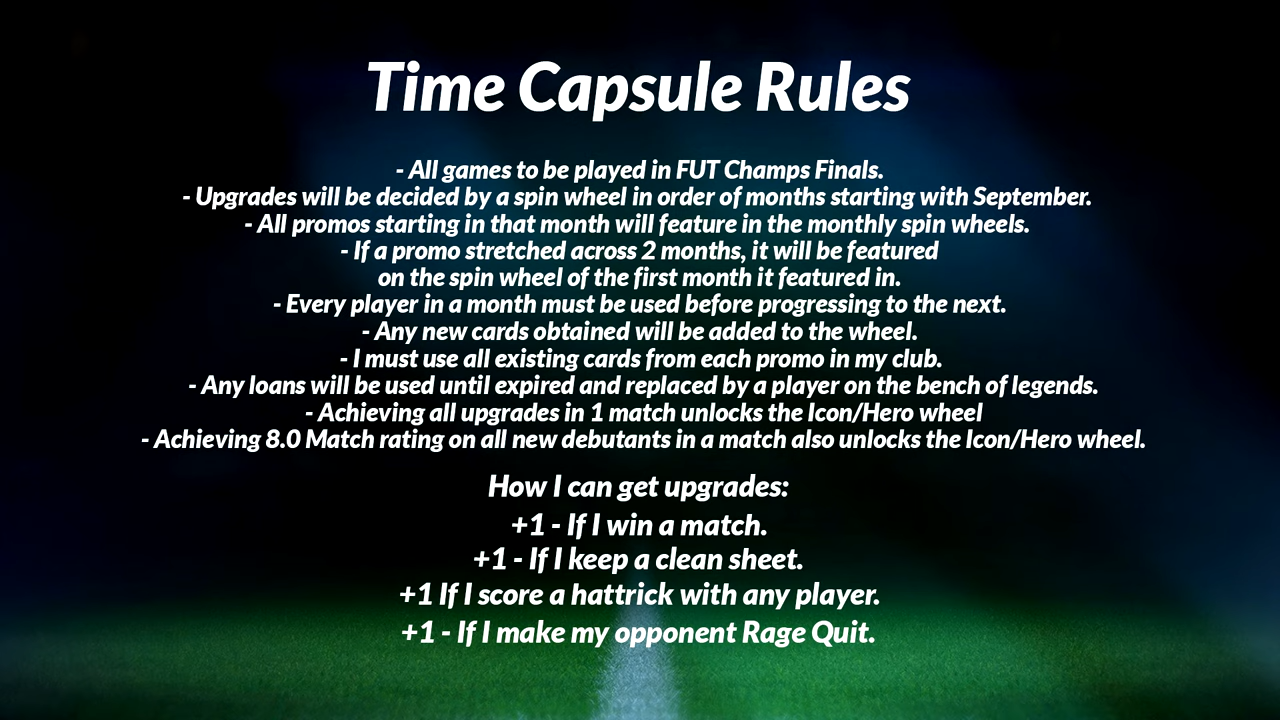 Time Capsule Rules
- All games to be played in FUT Champs Finals.
- Upgrades will be decided by a spin wheel in order of months starting with September.
- All promos starting in that month will feature in the monthly spin wheels.
- If a promo stretched across 2 months, it will be featured
on the spin wheel of the first month it featured in.
- Every player in a month must be used before progressing to the next.
- Any new cards obtained will be added to the wheel.
- I must use all existing cards from each promo in my club.
- Any loans will be used until expired and replaced by a player on the bench of legends.
- Achieving all upgrades in 1 match unlocks the Icon/Hero wheel
- Achieving 8.0 Match rating on all new debutants in a match also unlocks the Icon/Hero wheel.
How I can get upgrades:
+1 - If I win a match.
+1 - If I keep a clean sheet.
+1 If I score a hattrick with any player.
+1 - If I make my opponent Rage Quit.